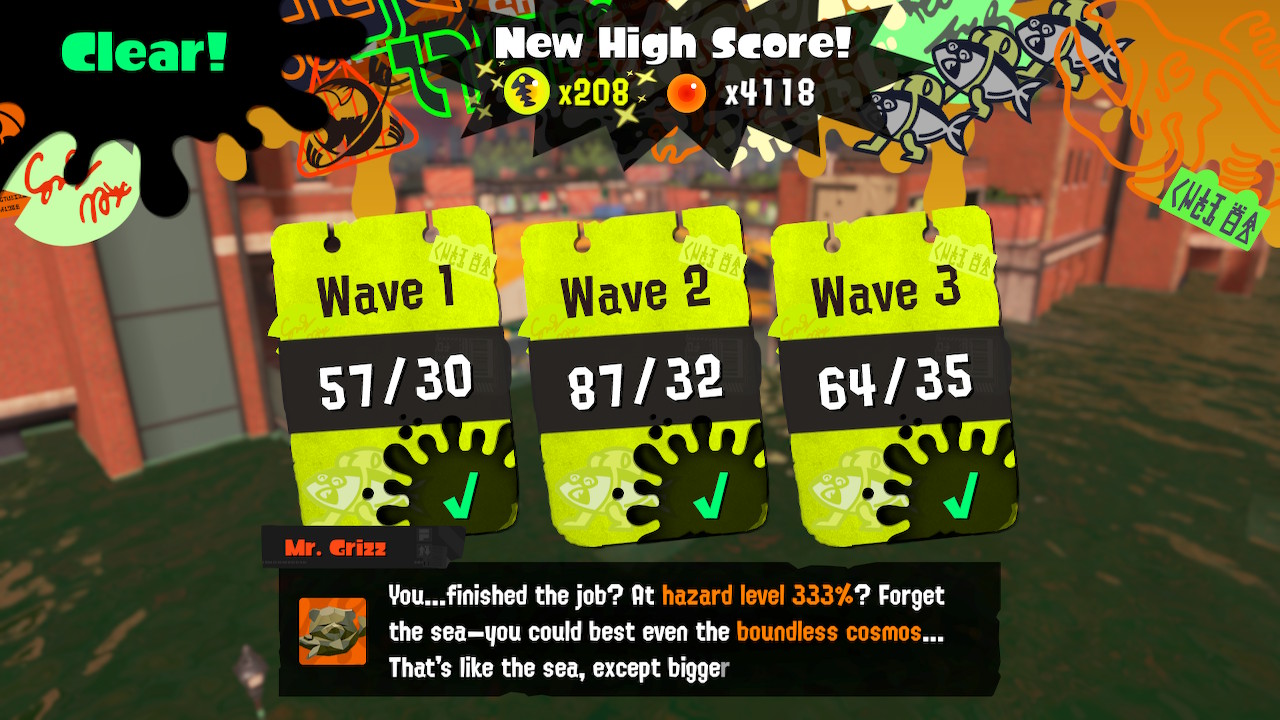 Clear!
New High Score!
x208 x4118
Wave 1
57/30
Wave 2
87/32
Wave 3
64/35
Mr. Grizz
You...finished the job? At hazard level 333%? Forget
the sea—you could best even the boundless cosmos...
That's like the sea, except bigger